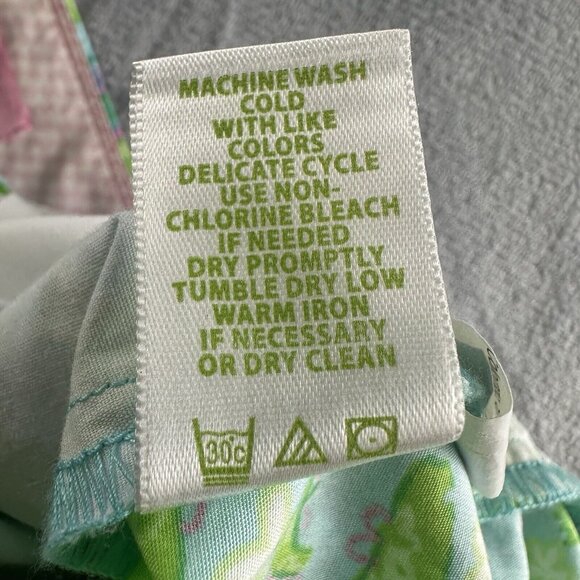 MACHINE WASH
COLD
WITH LIKE
COLORS
DELICATE CYCLE
USE NON-
CHLORINE BLEACH
IF NEEDED
DRY PROMPTLY
TUMBLE DRY LOW
WARM IRON
IF NECESSARY
OR DRY CLEAN
30c